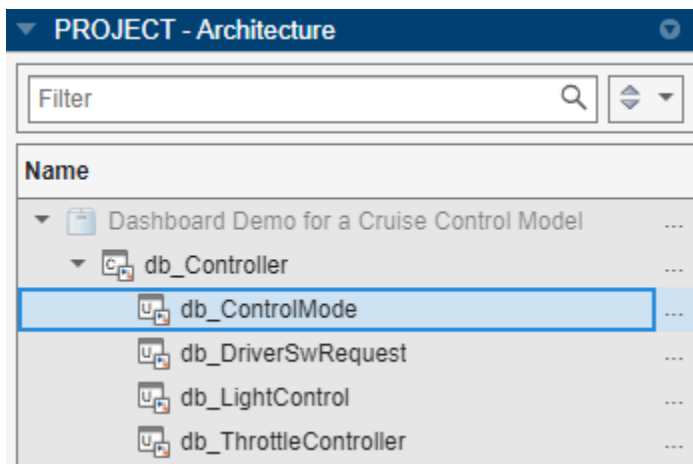 PROJECT - Architecture
Filter
Name
Dashboard Demo for a Cruise Control Model ...
C db_Controller ...
U db_ControlMode ...
U db_DriverSwRequest ...
U db_LightControl ...
U db_ThrottleController ...